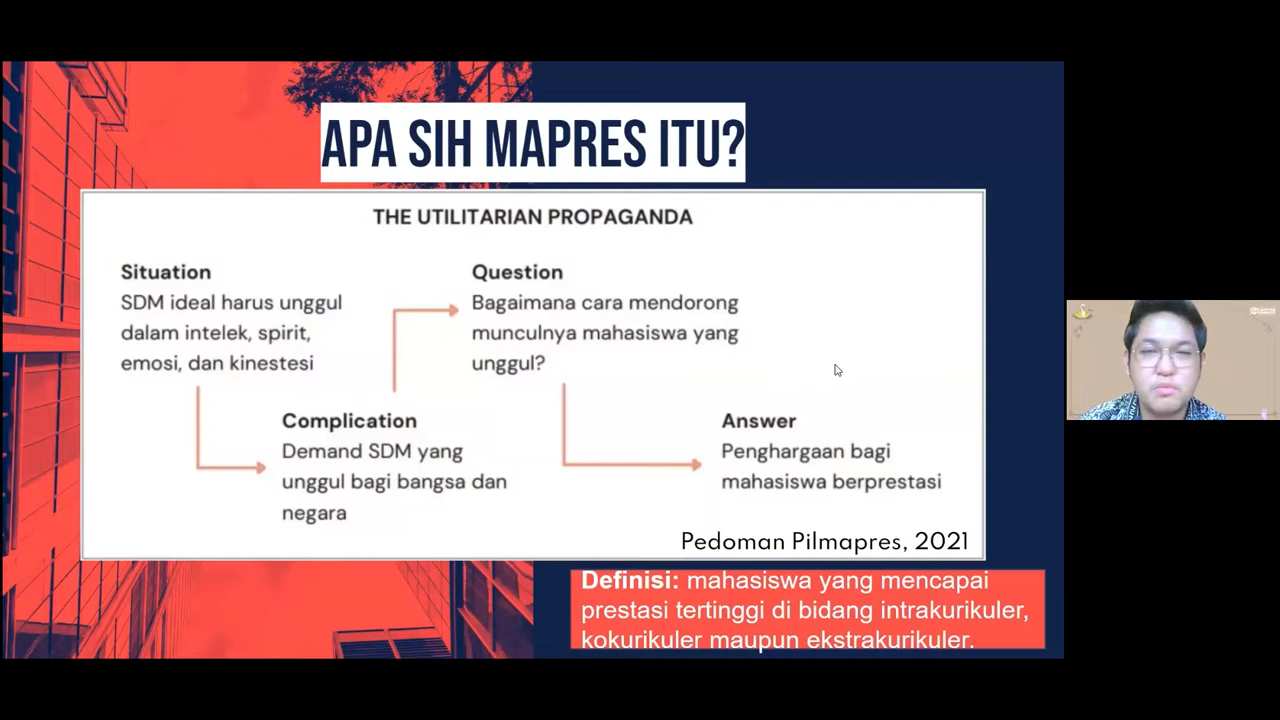 APA SIH MAPRES ITU?
THE UTILITARIAN PROPAGANDA
Situation
SDM ideal harus unggul
dalam intelek, spirit,
emosi, dan kinestesi
Complication
Demand SDM yang
unggul bagi bangsa dan
negara
Question
Bagaimana cara mendorong
munculnya mahasiswa yang
unggul?
Answer
Penghargaan bagi
mahasiswa berprestasi
Pedoman Pilmapres, 2021
Definisi: mahasiswa yang mencapai
prestasi tertinggi di bidang intrakurikuler,
kokurikuler maupun ekstrakurikuler.